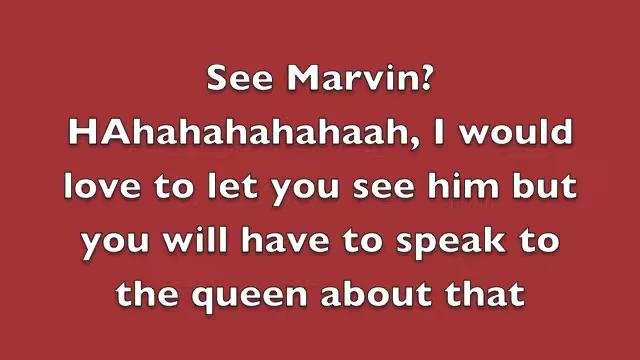 See Marvin?
HAhahahahahaah, I would
love to let you see him but
you will have to speak to
the queen about that